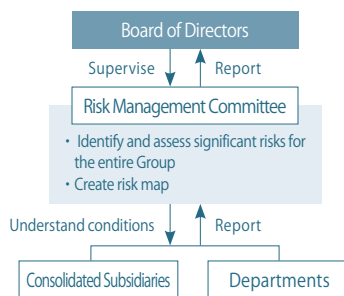 Board of Directors
Supervise Report
Risk Management Committee
・ Identify and assess significant risks for
the entire Group
・ Create risk map
Understand conditions Report
Consolidated Subsidiaries Departments